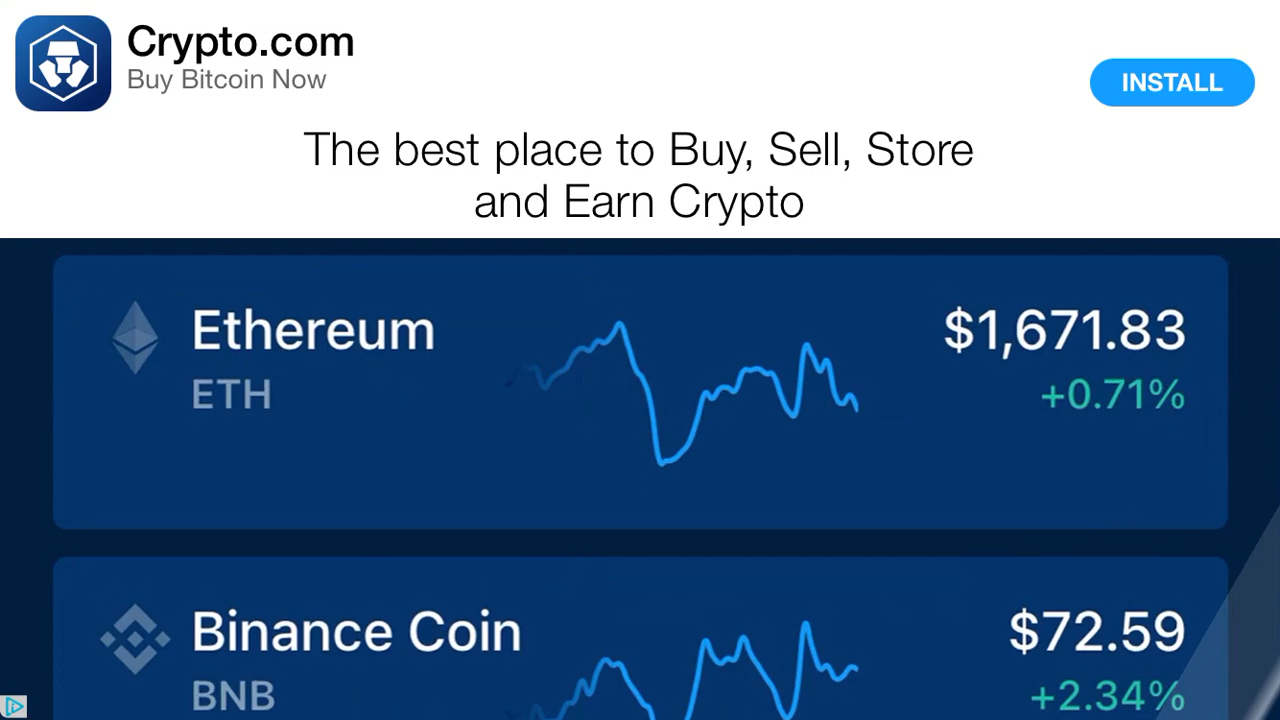 Crypto.com
Buy Bitcoin Now
INSTALL
The best place to Buy, Sell, Store
and Earn Crypto
Ethereum
$1,671.83
ETH
+0.71%
Binance Coin
$72.59
BNB
+2.34%